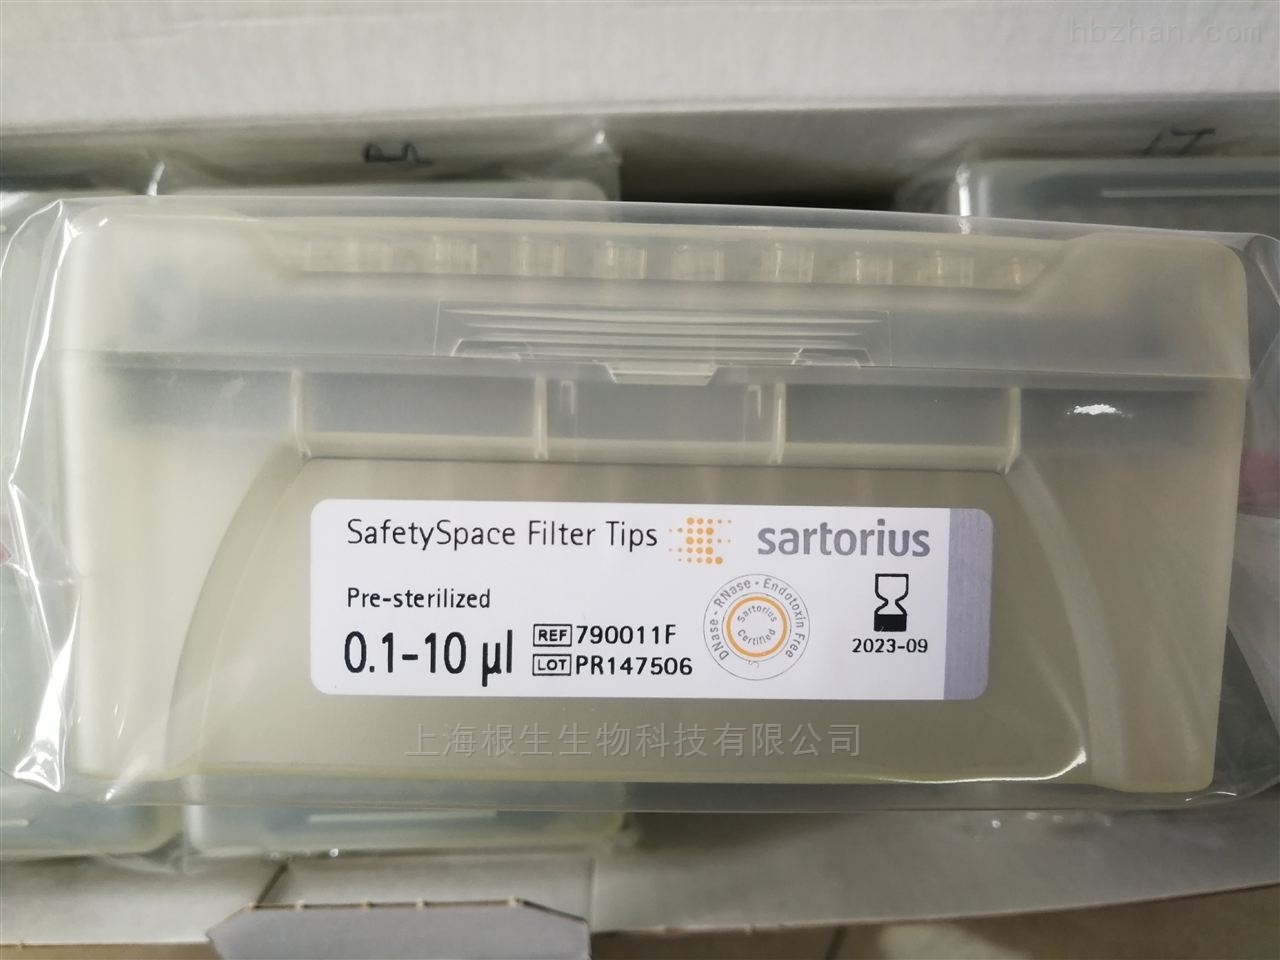 hbzhan.com
SafetySpace Filter Tips
sartorius
Pre-sterilized
0.1-10 µl
REF 790011F
LOT PR147506
DNase - RNase - Endotoxin Free
Sartorius
Certified
2023-09
上海根生生物科技有限公司